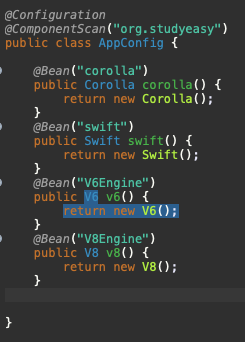 @Configuration
@ComponentScan("org.studyeasy")
public class AppConfig {
@Bean("corolla")
public Corolla corolla() {
return new Corolla();
}
@Bean("swift")
public Swift swift() {
return new Swift();
}
@Bean("V6Engine")
public V6 v6() {
return new V6();
}
@Bean("V8Engine")
public V8 v8() {
return new V8();
}
}